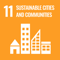 11 SUSTAINABLE CITIES
AND COMMUNITIES